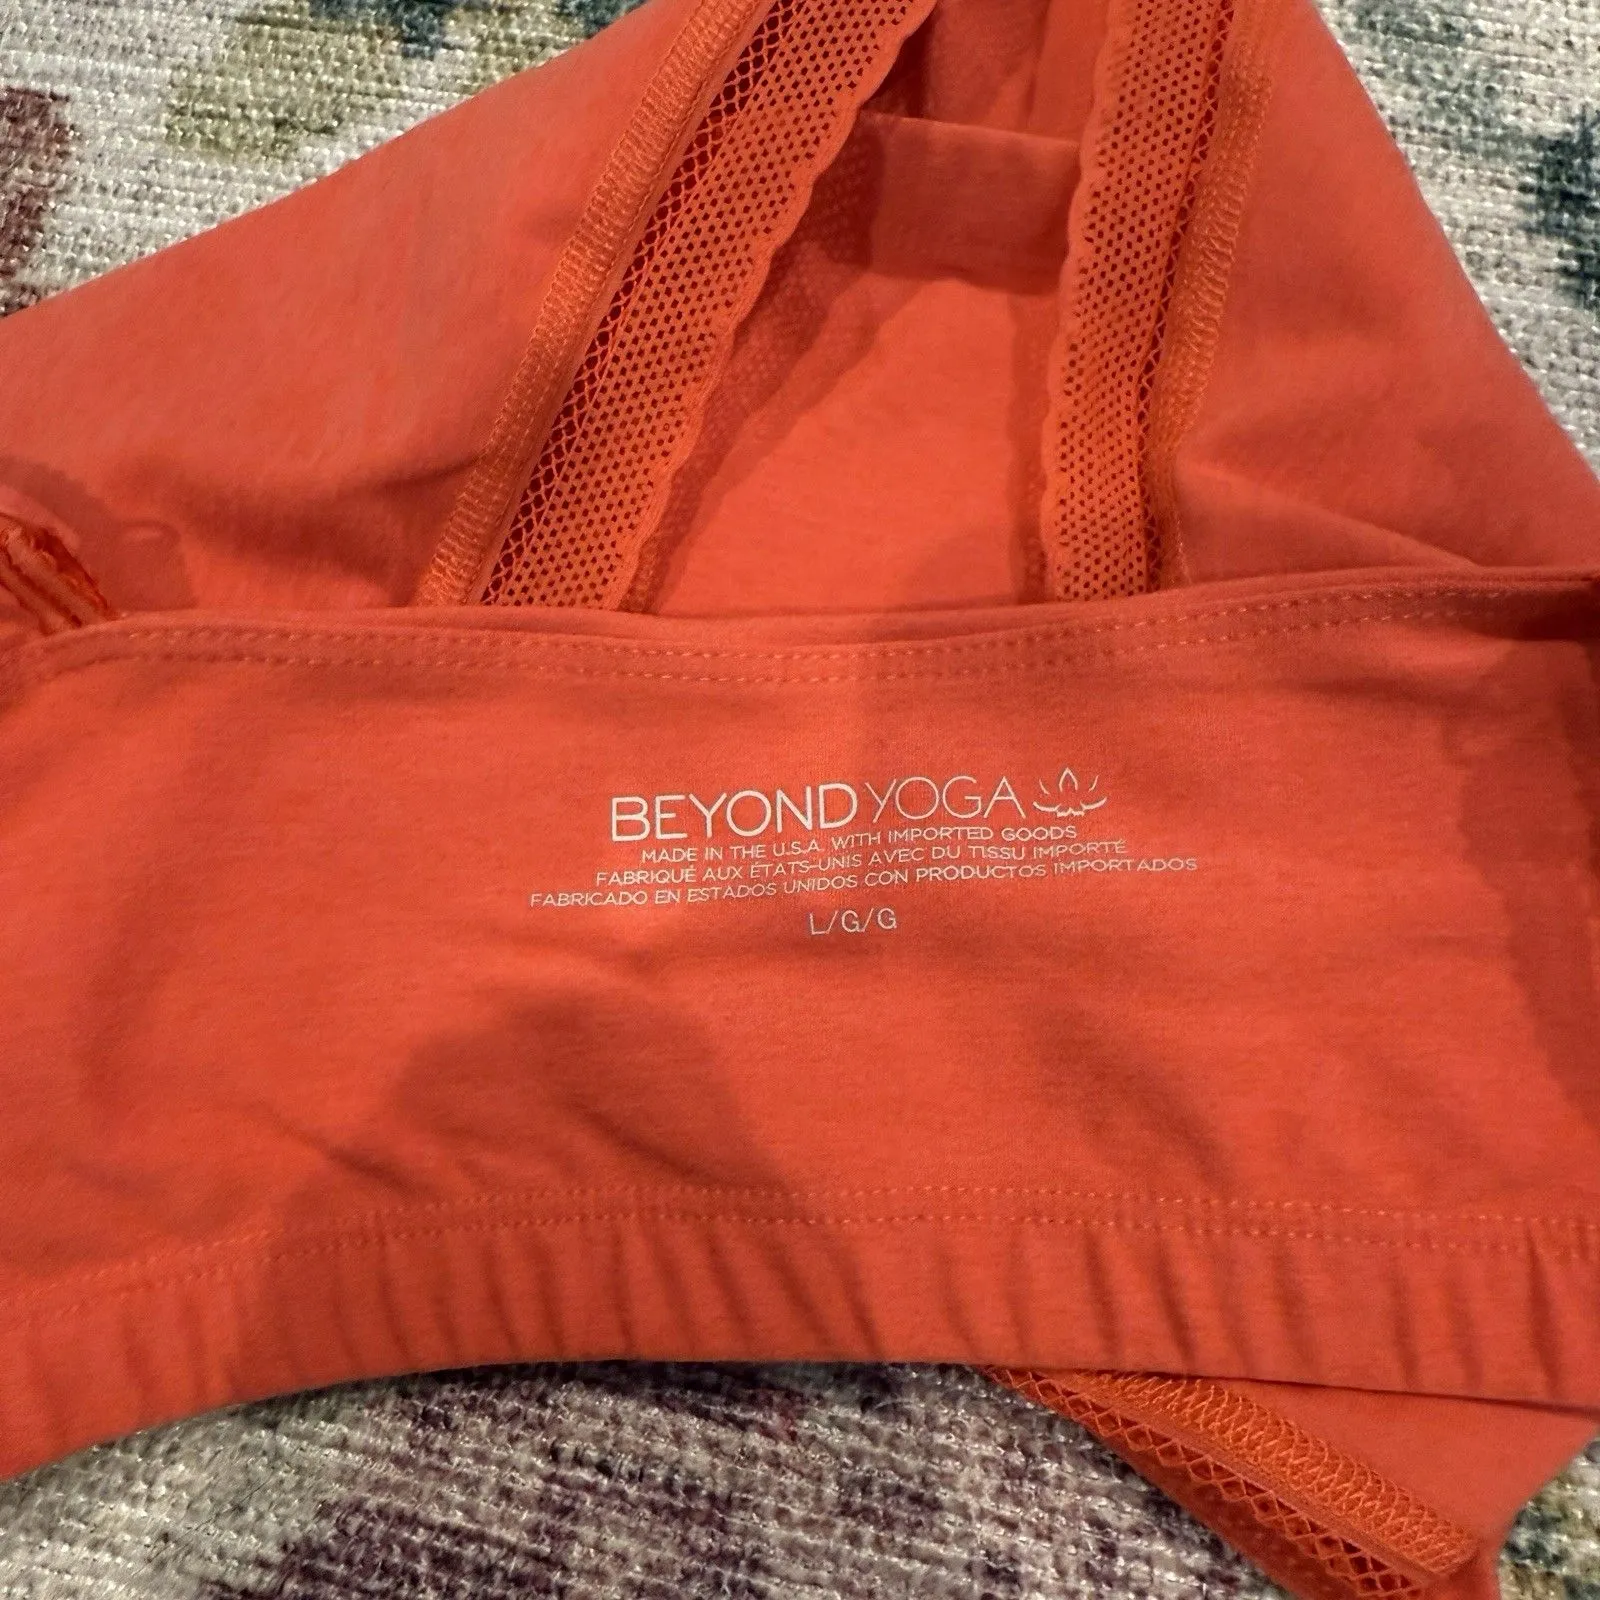 BEYOND YOGA
MADE IN THE U.S.A. WITH IMPORTED GOODS
FABRIQUÉ AUX ÉTATS-UNIS AVEC DU TISSU IMPORTÉ
FABRICADO EN ESTADOS UNIDOS CON PRODUCTOS IMPORTADOS
L/G/G